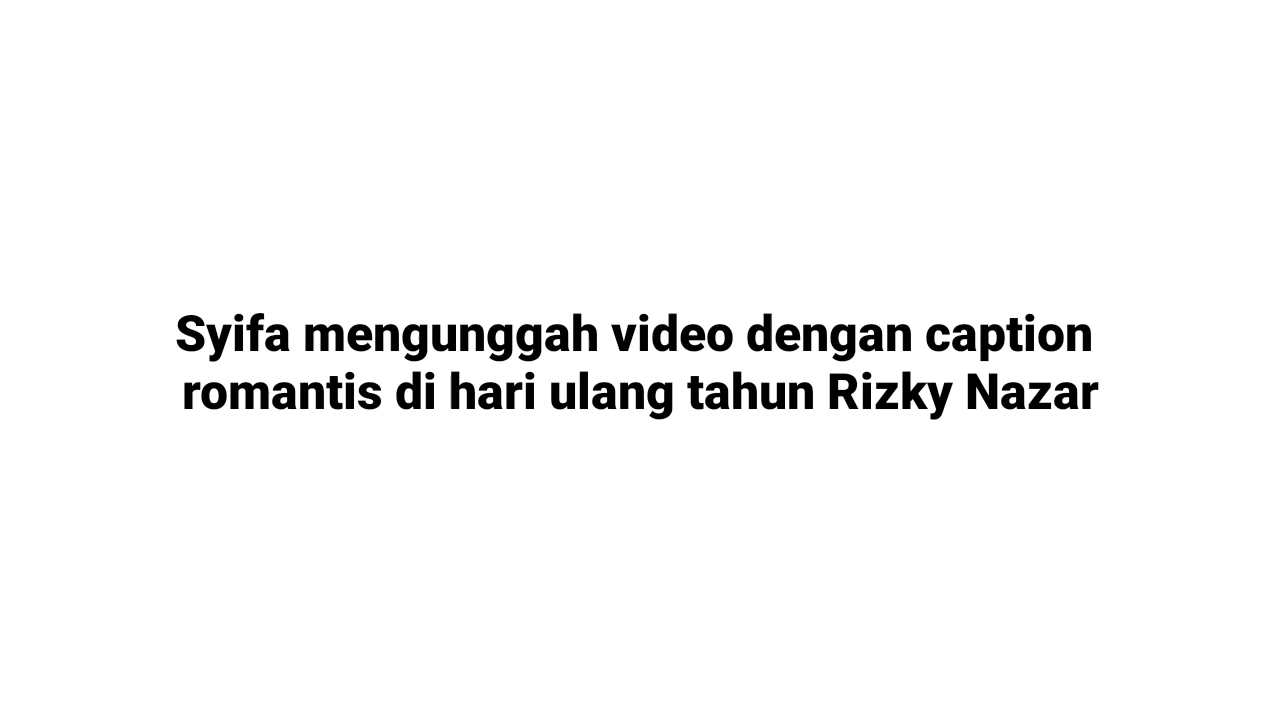 Syifa mengunggah video dengan caption
romantis di hari ulang tahun Rizky Nazar